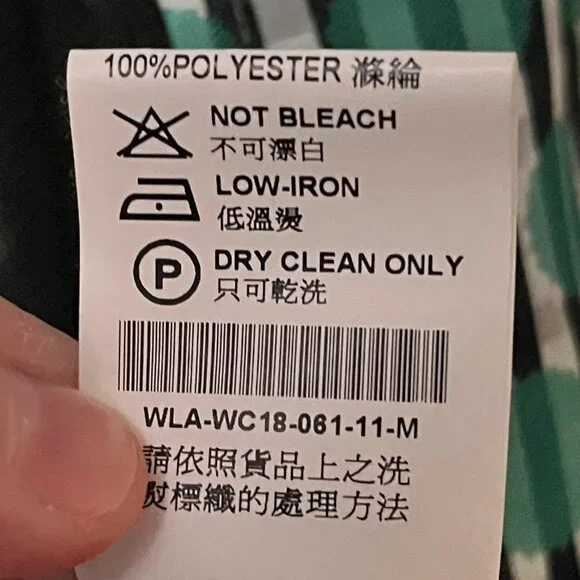 100%POLYESTER 滌綸
NOT BLEACH
不可漂白
LOW-IRON
低溫燙
P
DRY CLEAN ONLY
只可乾洗
WLA-WC18-061-11-M
請依照貨品上之洗
熨標纖的處理方法